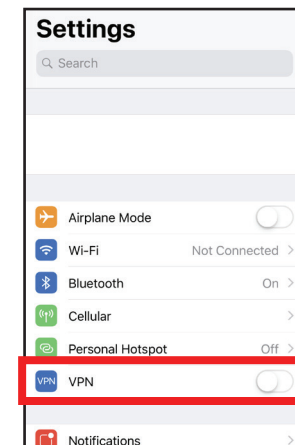 Settings
Search
Airplane Mode
Wi-Fi Not Connected
Bluetooth On
Cellular
Personal Hotspot Off
VPN VPN
Notifications